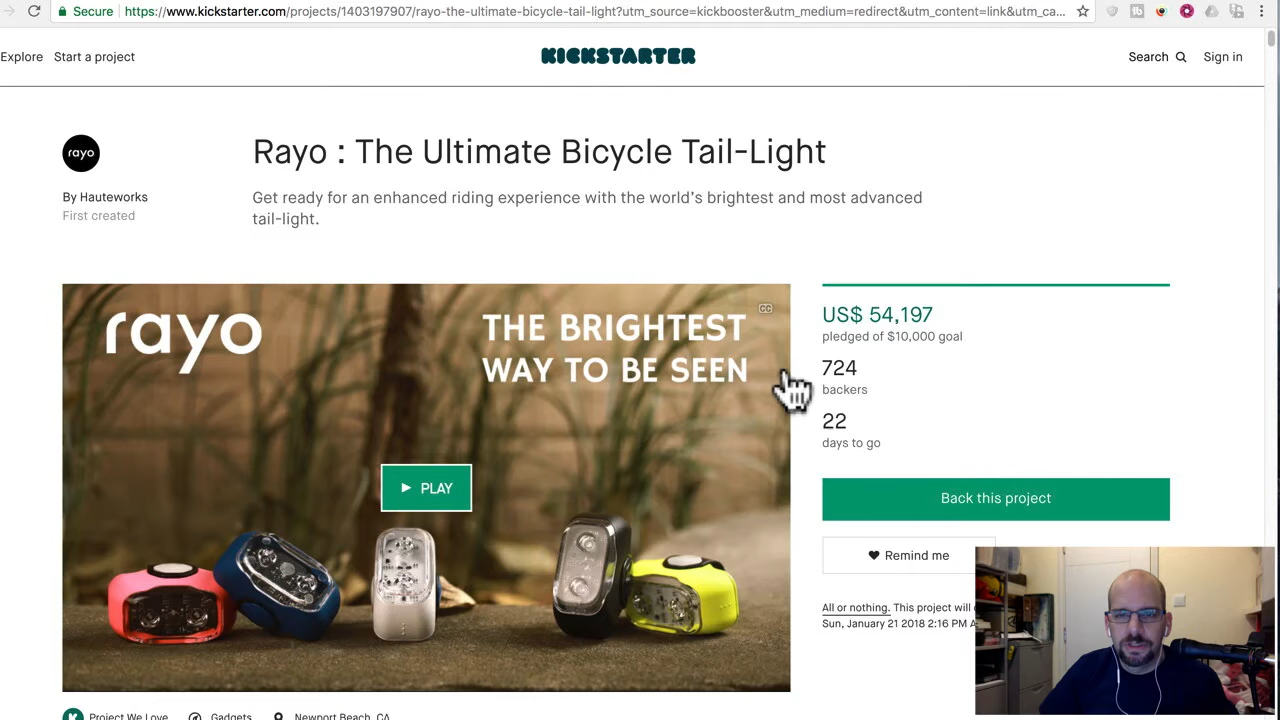 Secure https://www.kickstarter.com/projects/1403197907/rayo-the-ultimate-bicycle-tail-light?utm_source=kickbooster&utm_medium=redirect&utm_content=link&utm_ca...
Explore Start a project KICKSTARTER Search Sign in
rayo
Rayo : The Ultimate Bicycle Tail-Light
By Hauteworks
First created
Get ready for an enhanced riding experience with the world's brightest and most advanced
tail-light.
rayo
THE BRIGHTEST
WAY TO BE SEEN
CC
PLAY
US$ 54,197
pledged of $10,000 goal
724
backers
22
days to go
Back this project
Remind me
All or nothing. This project will
Sun, January 21 2018 2:16 PM
Project We Love Gadgets Newport Beach, CA